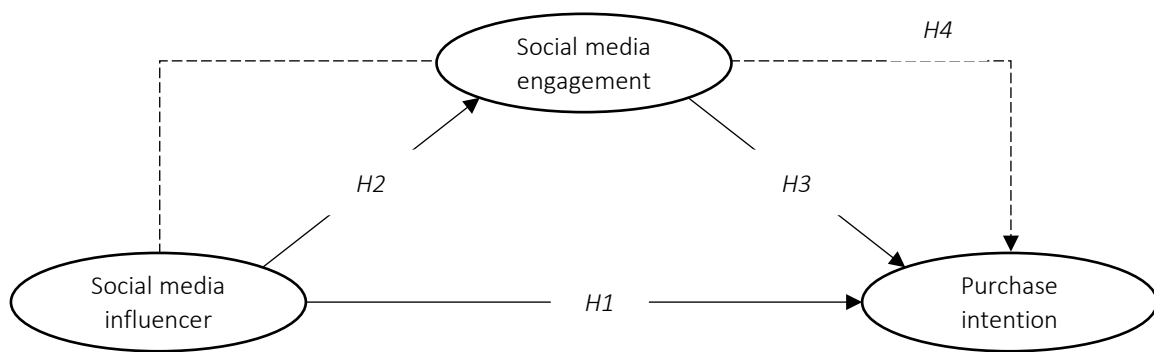 Social media
engagement
H4
H2
H3
Social media
influencer
H1
Purchase
intention